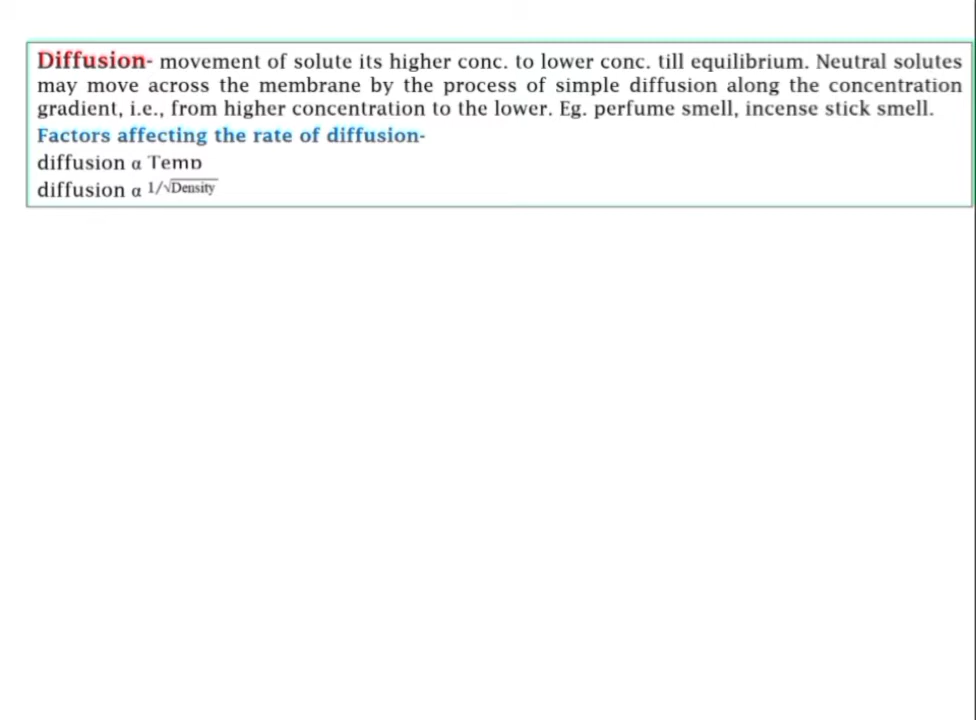 Diffusion- movement of solute its higher conc. to lower conc. till equilibrium. Neutral solutes
may move across the membrane by the process of simple diffusion along the concentration
gradient, i.e., from higher concentration to the lower. Eg. perfume smell, incense stick smell.
Factors affecting the rate of diffusion-
diffusion α Temp
diffusion α 1/√Density